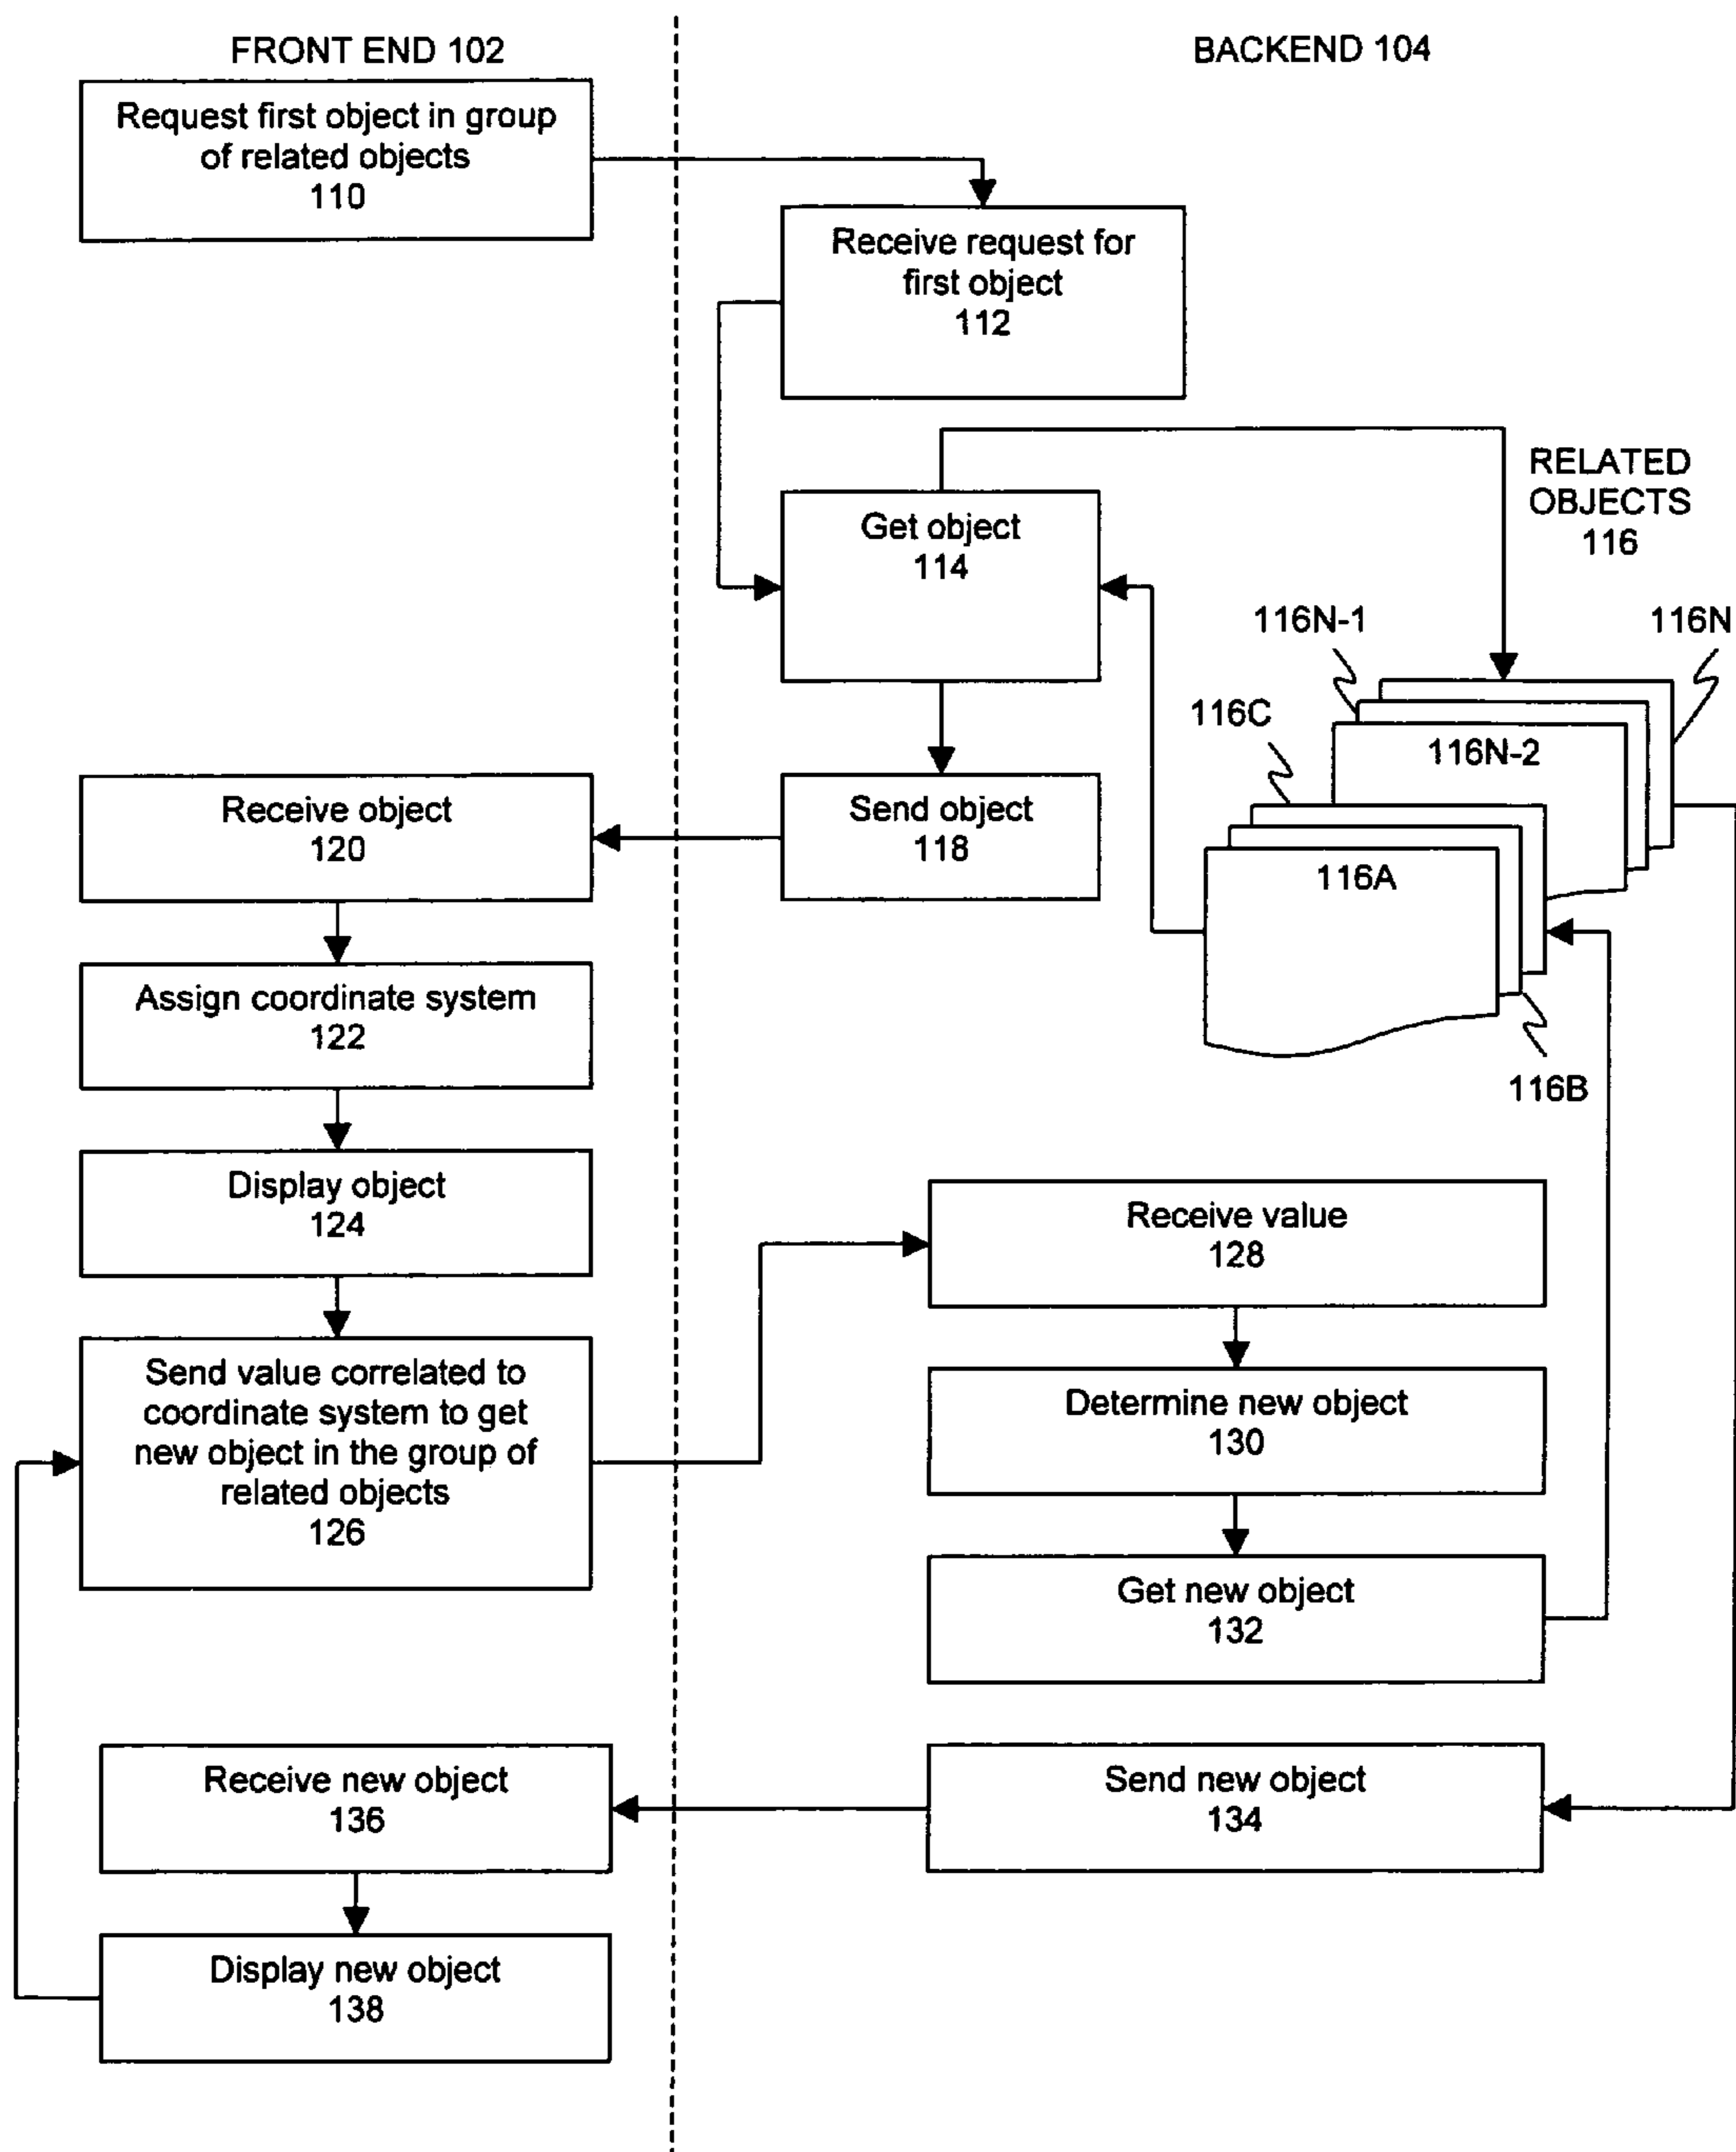 FRONT END 102
BACKEND 104
Request first object in group
of related objects
110
Receive request for
first object
112
RELATED
OBJECTS
116
Get object
114
116N-1
116N
116C
116N-2
Receive object
120
Send object
118
116A
Assign coordinate system
122
116B
Display object
124
Receive value
128
Send value correlated to
coordinate system to get
new object in the group of
related objects
126
Determine new object
130
Get new object
132
Receive new object
136
Send new object
134
Display new object
138